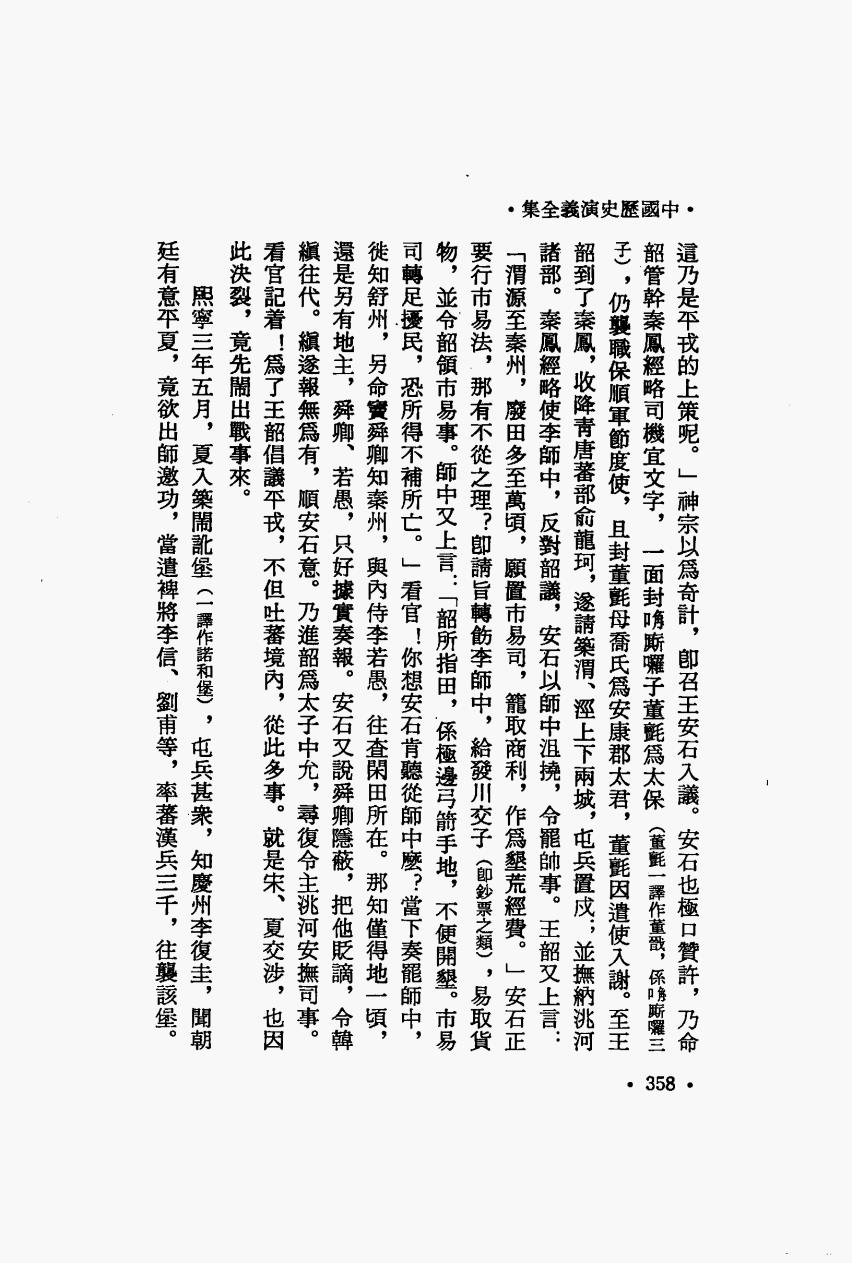 •中國歷史演義全集•
這乃是平戎的上策呢。」神宗以爲奇計，卽召王安石入議。安石也極口贊許，乃命
韶管幹秦鳳經略司機宜文字，一面封唃廝囉子董氈爲太保（董氈一譯作董戩，係唃廝囉三
子），仍襲職保順軍節度使，且封董氈母喬氏爲安康郡太君，董氈因遣使入謝。至王
韶到了秦鳳，收降靑唐蕃部俞龍珂，遂請築渭、涇上下兩城，屯兵置戍；並撫納洮河
諸部。秦鳳經略使李師中，反對韶議，安石以師中沮撓，令罷帥事。王韶又上言：
「渭源至秦州，廢田多至萬頃，願置市易司，籠取商利，作爲墾荒經費。」安石正
要行市易法，那有不從之理？卽請旨轉飭李師中，給發川交子（卽鈔票之類），易取貨
物，並令韶領市易事。師中又上言：「韶所指田，係極邊弓箭手地，不便開墾。市易
司轉足擾民，恐所得不補所亡。」看官！你想安石肯聽從師中麽？當下奏罷師中，
徙知舒州，另命竇舜卿知秦州，與內侍李若愚，往查閑田所在。那知僅得地一頃，
還是另有地主，舜卿、若愚，只好據實奏報。安石又說舜卿隱蔽，把他貶謫，令韓
縝往代。縝遂報無爲有，順安石意。乃進韶爲太子中允，尋復令主洮河安撫司事。
看官記着！爲了王韶倡議平戎，不但吐蕃境內，從此多事。就是宋、夏交涉，也因
此決裂，竟先鬧出戰事來。
熙寧三年五月，夏入築鬧訛堡（一譯作諾和堡），屯兵甚衆，知慶州李復圭，聞朝
廷有意平夏，竟欲出師邀功，當遣裨將李信、劉甫等，率蕃漢兵三千，往襲該堡。
•358•